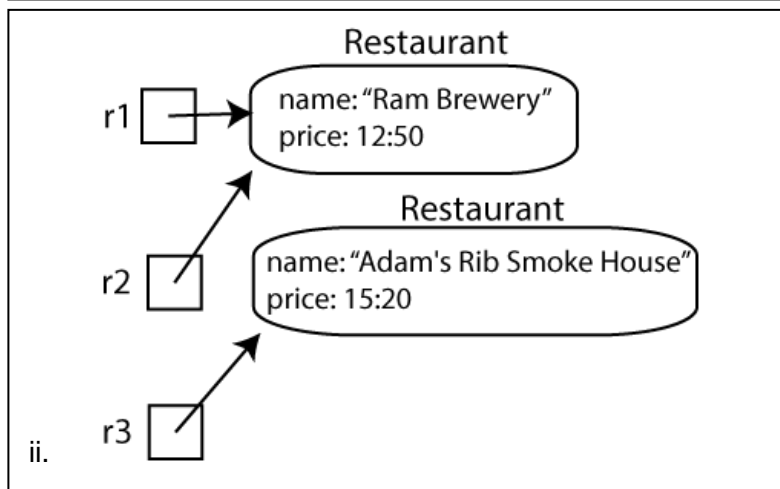 Restaurant
r1
name: “Ram Brewery”
price: 12:50
Restaurant
r2
name: “Adam's Rib Smoke House”
price: 15:20
r3
ii.